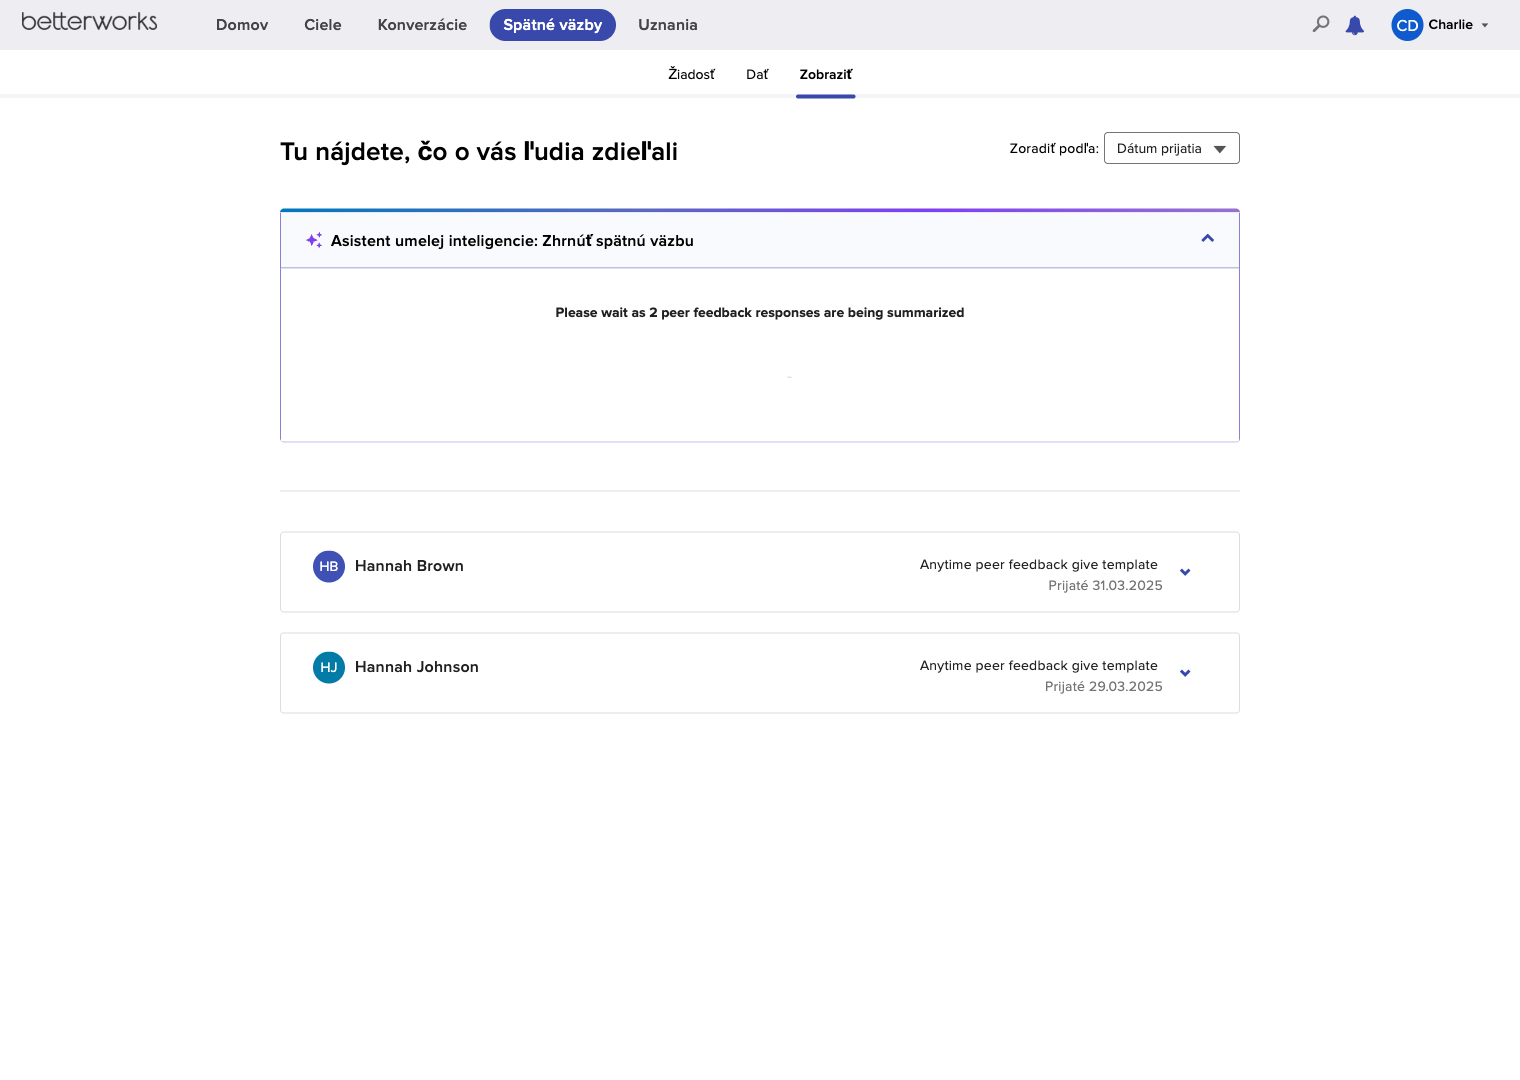 betterworks
Domov
Ciele
Konverzácie
Spätné väzby
Uznania
CD
Charlie
Žiadosť
Dať
Zobraziť
Tu nájdete, čo o vás ľudia zdieľali
Zoradiť podľa:
Dátum prijatia
Asistent umelej inteligencie: Zhrnúť spätnú väzbu
Please wait as 2 peer feedback responses are being summarized
HB
Hannah Brown
Anytime peer feedback give template
Prijaté 31.03.2025
HJ
Hannah Johnson
Anytime peer feedback give template
Prijaté 29.03.2025